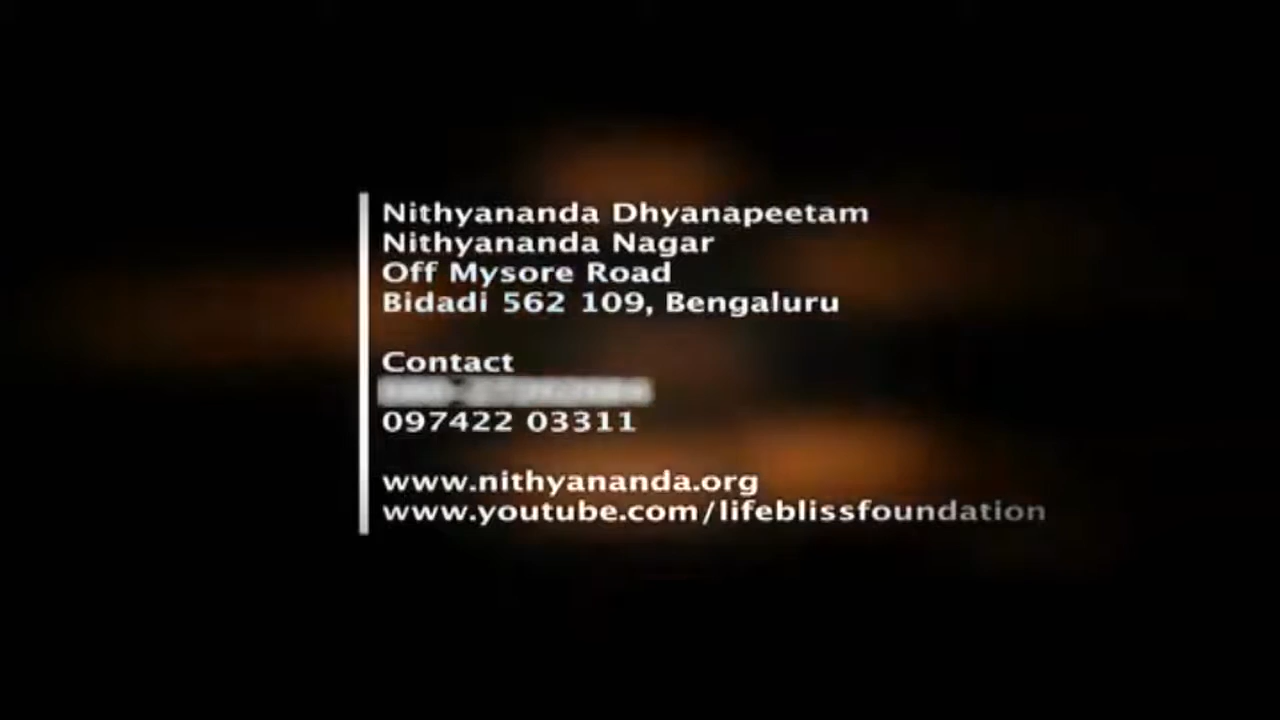 Nithyananda Dhyanapeetam
Nithyananda Nagar
Off Mysore Road
Bidadi 562 109, Bengaluru
Contact
097422 03311
www.nithyananda.org
www.youtube.com/lifeblissfoundation